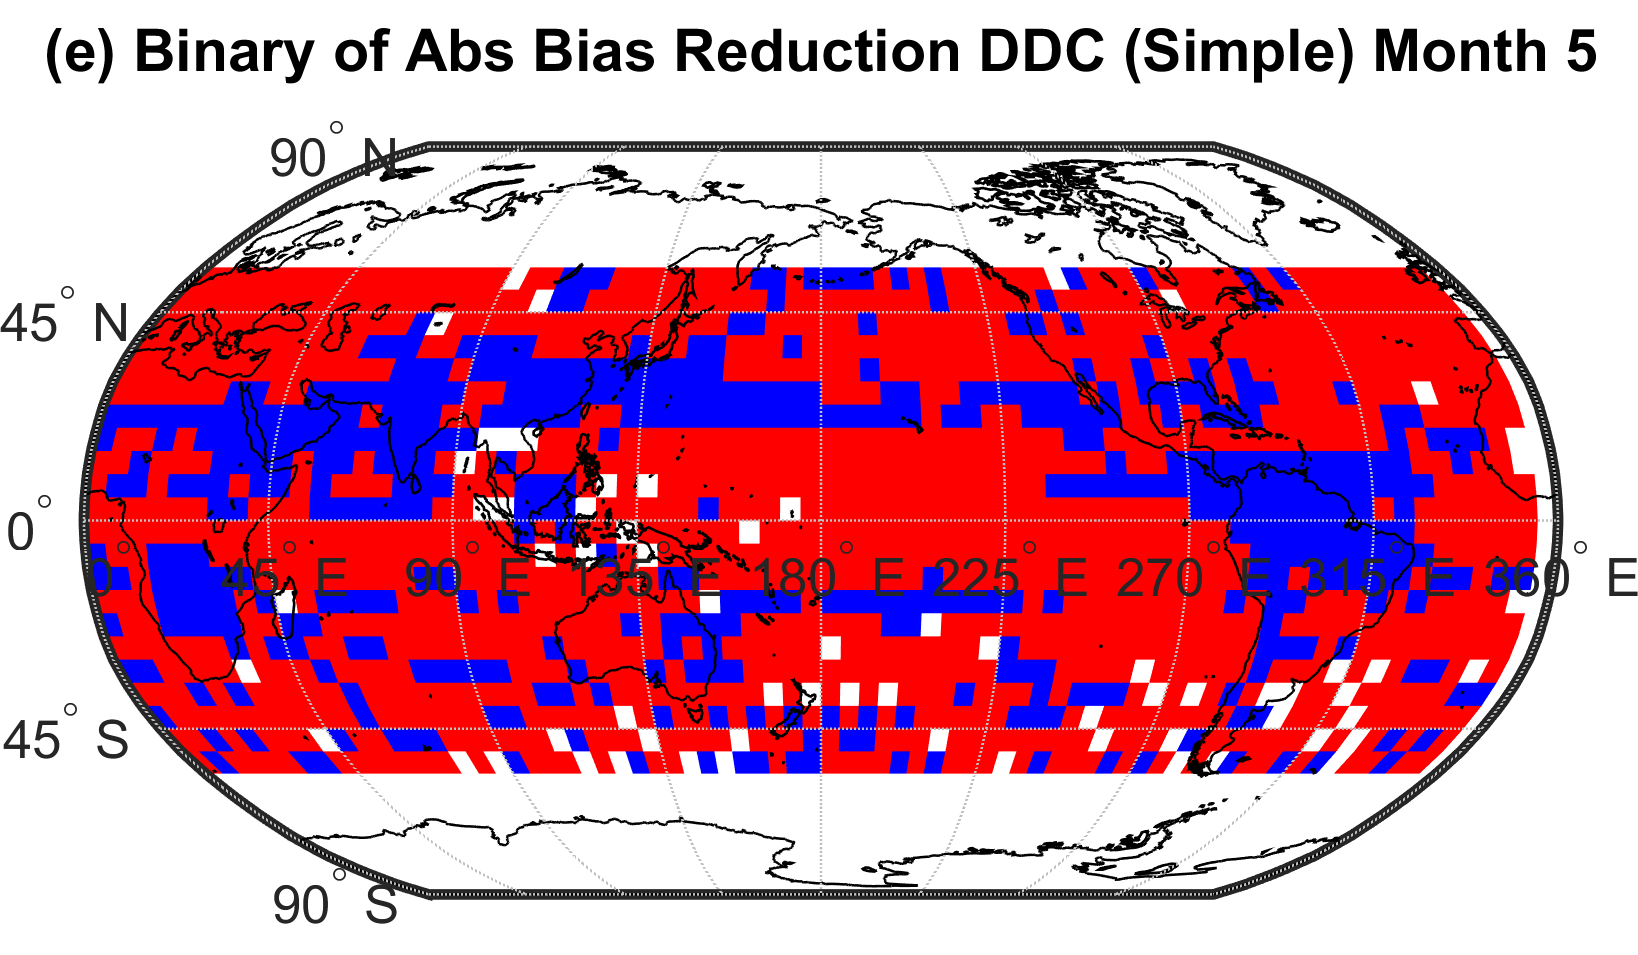 (e) Binary of Abs Bias Reduction DDC (Simple) Month 5
90° N
45° N
0°
0° 45° E 90° E 135° E 180° E 225° E 270° E 315° E 360° E
45° S
90° S